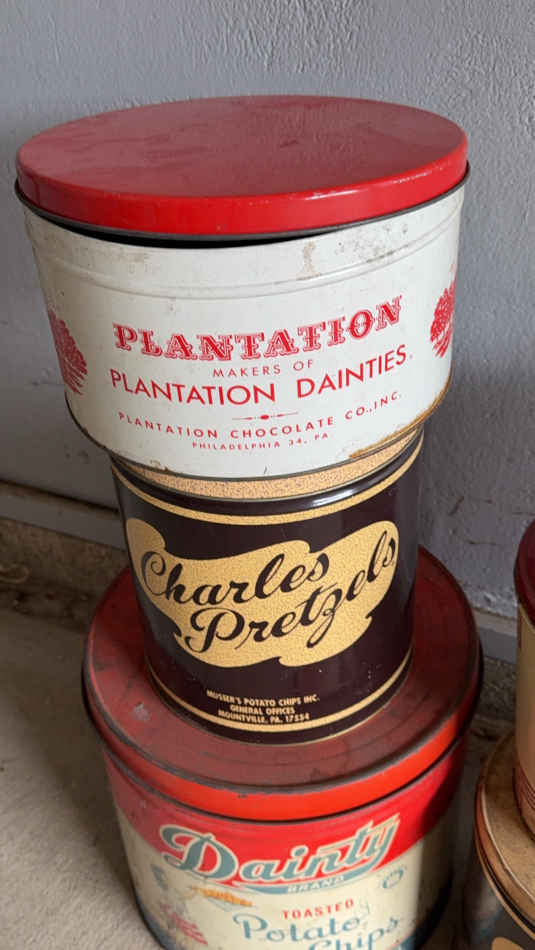 PLANTATION
MAKERS OF
PLANTATION DAINTIES.
PLANTATION CHOCOLATE CO., INC.
PHILADELPHIA 34, PA.
Charles
Pretzels
MUSSER'S POTATO CHIPS INC.
GENERAL OFFICES
MOUNTVILLE, PA. 17554
Dainty
BRAND
TOASTED
Potato
Chips